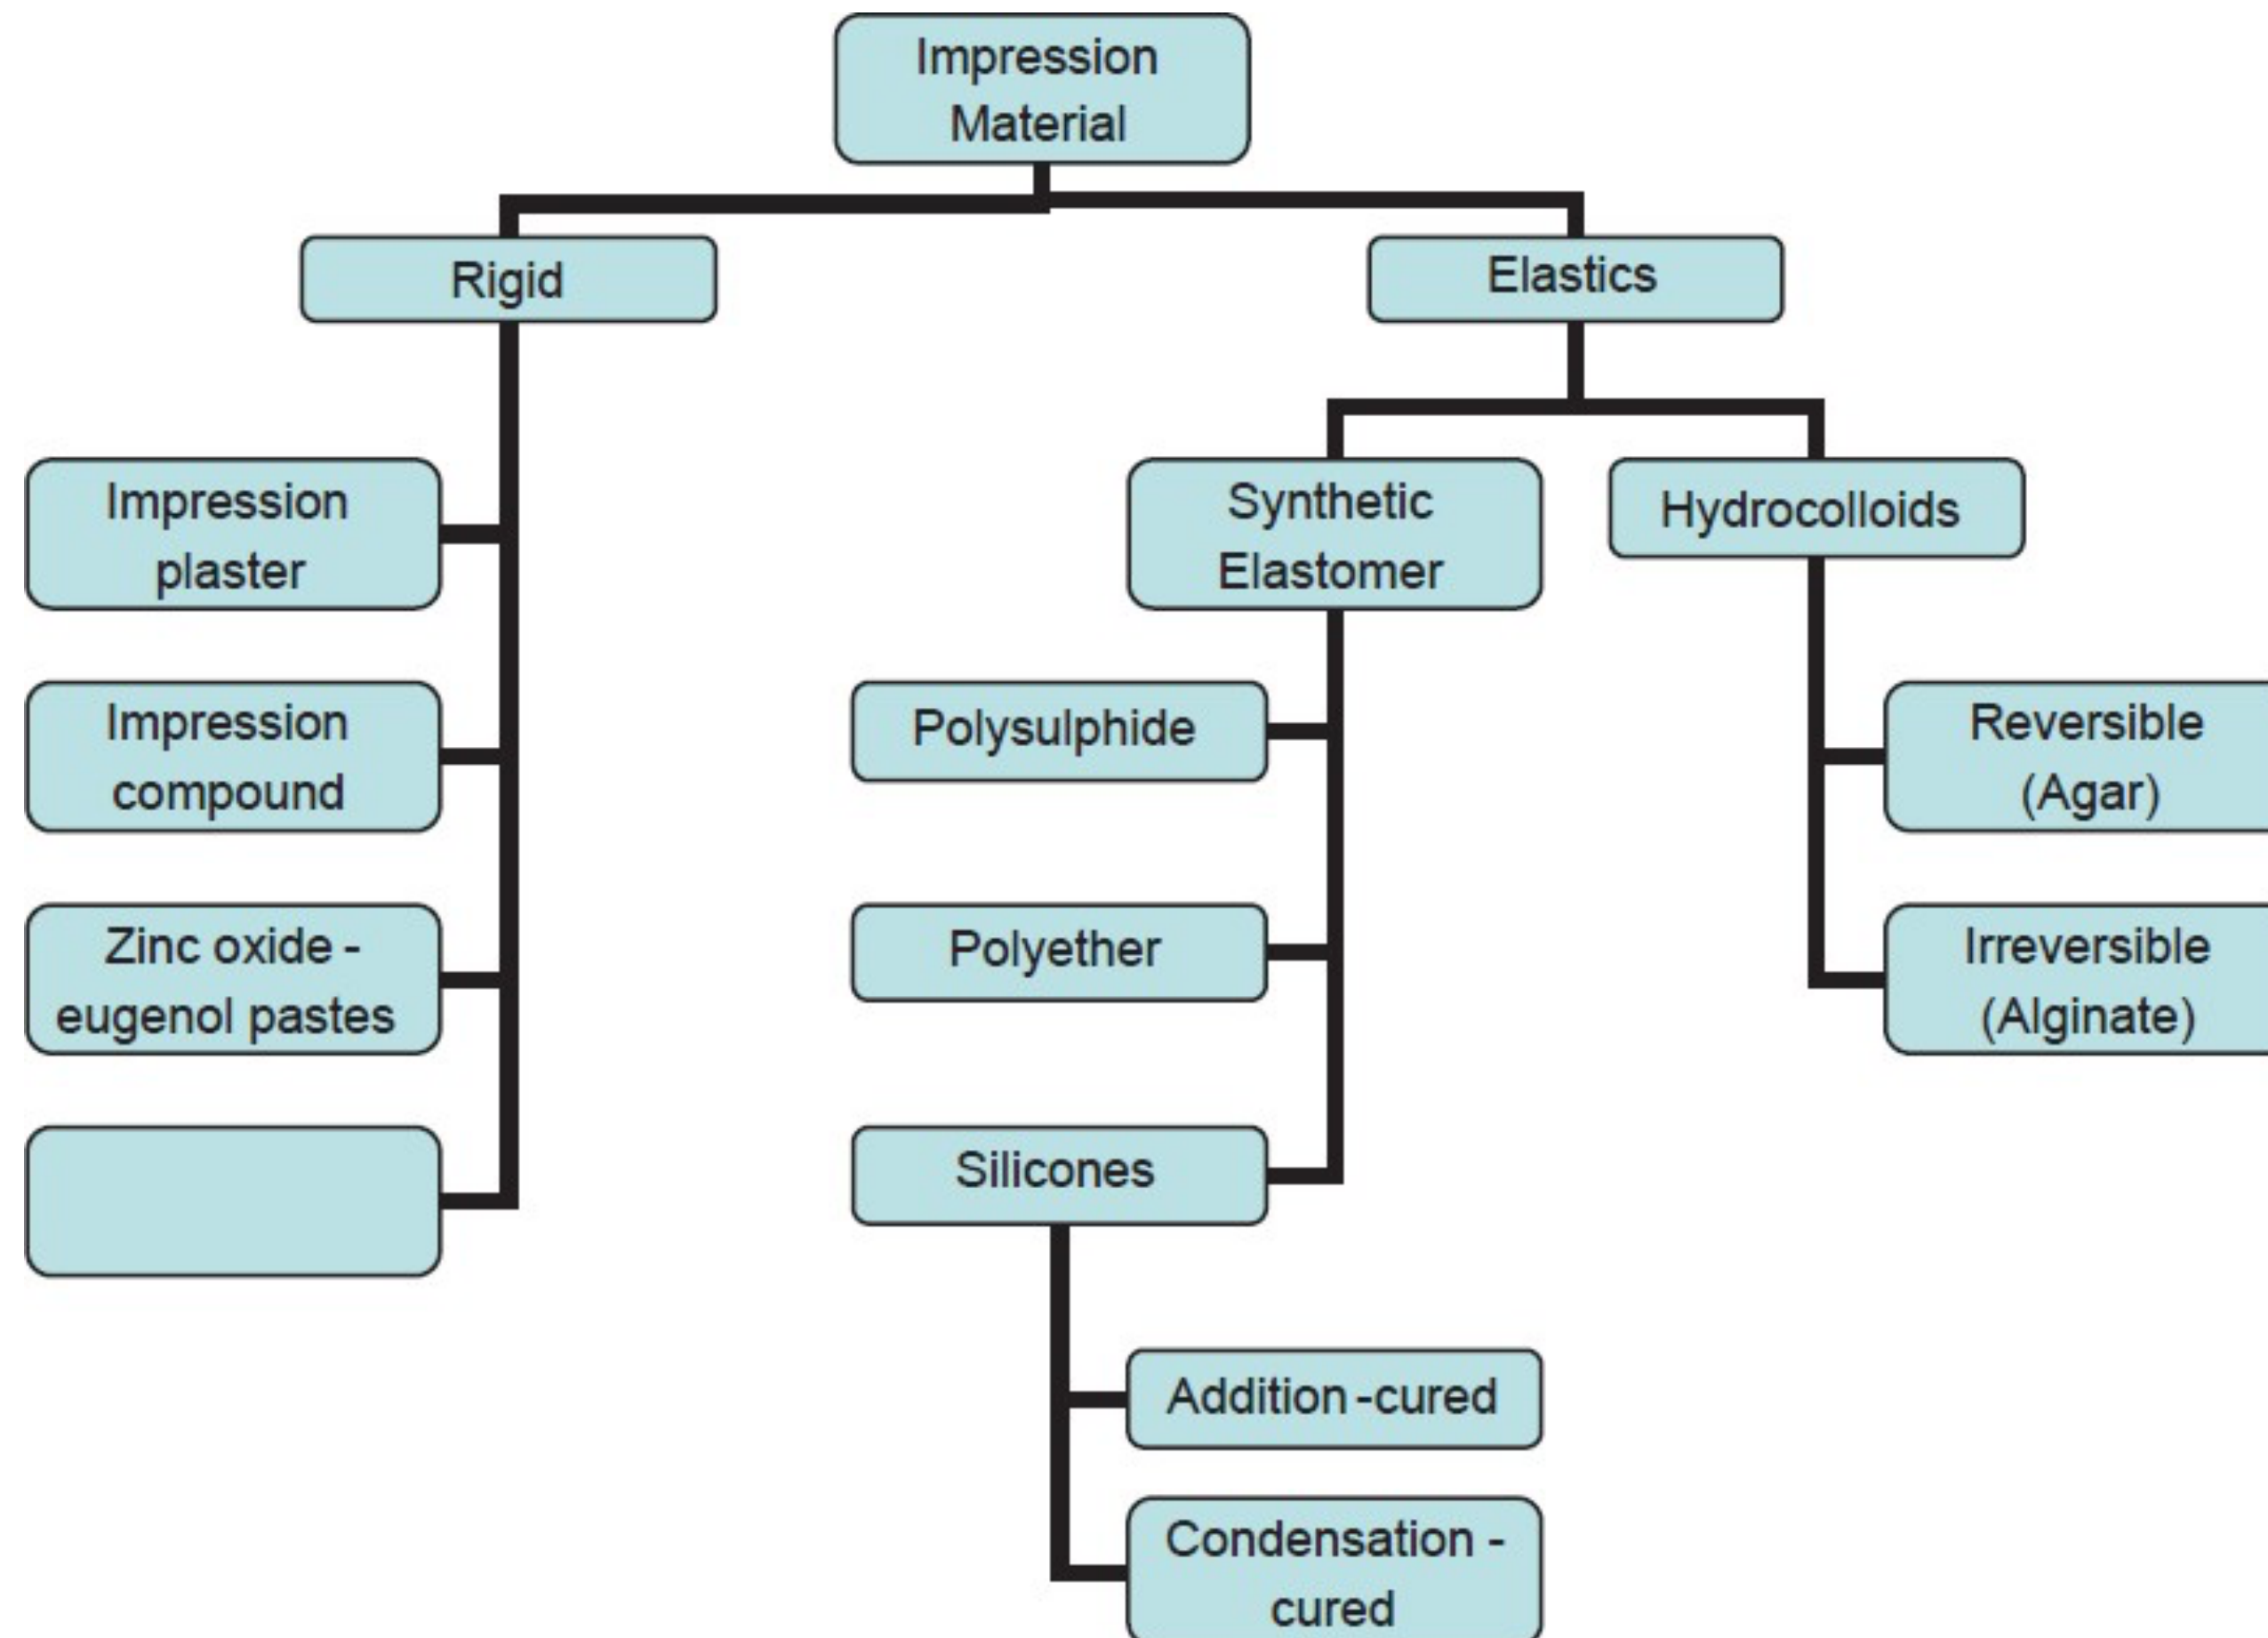 Impression
Material
Rigid
Elastics
Impression
plaster
Impression
compound
Zinc oxide -
eugenol pastes
Synthetic
Elastomer
Hydrocolloids
Polysulphide
Polyether
Silicones
Reversible
(Agar)
Irreversible
(Alginate)
Addition -cured
Condensation -
cured